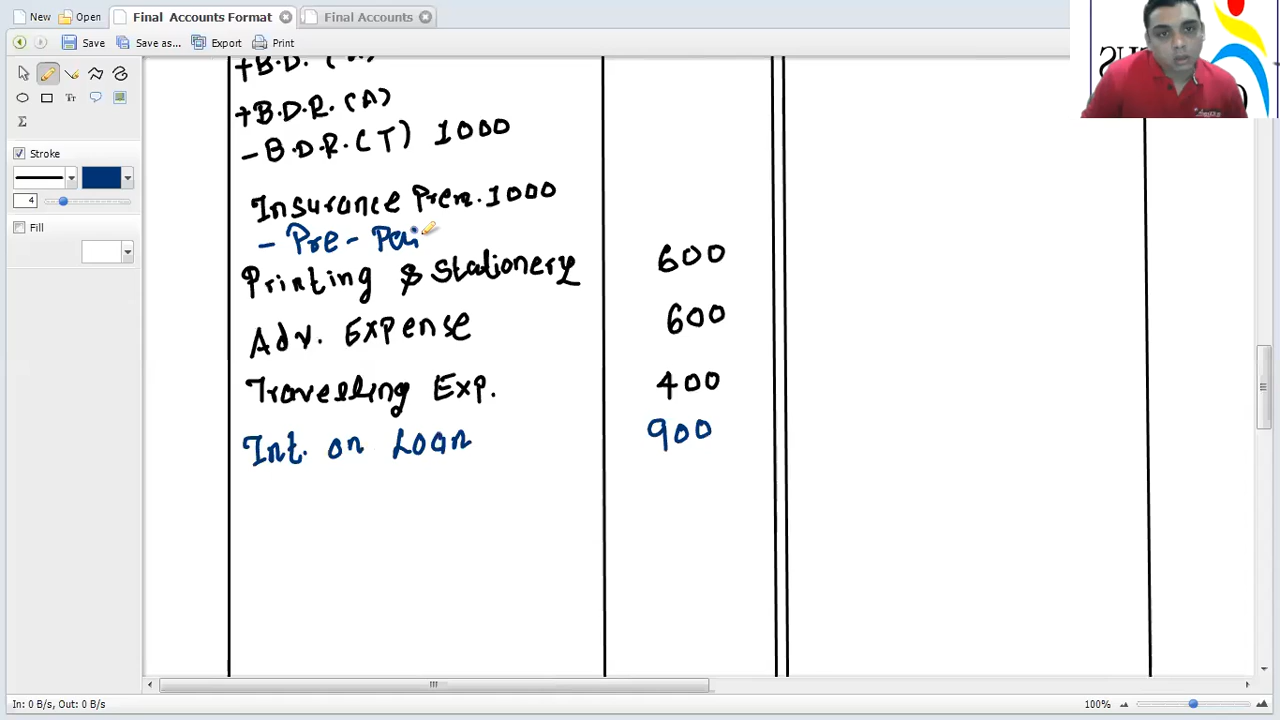 New Open Final Accounts Format Final Accounts
Save Save as... Export Print
+B.D.
+B.D.R. (A)
-B.D.R. (T) 1000
Stroke
Insurance Prem. 1000
4
Fill
- Pre-Pai
Printing & Stationery 600
Adv. Expense 600
Travelling Exp. 400
Int. on Loan 900
In: 0 B/s, Out: 0 B/s 100%